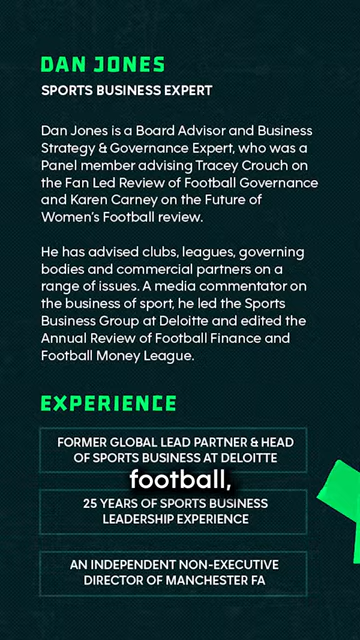 DAN JONES
SPORTS BUSINESS EXPERT
Dan Jones is a Board Advisor and Business
Strategy & Governance Expert, who was a
Panel member advising Tracey Crouch on
the Fan Led Review of Football Governance
and Karen Carney on the Future of
Women's Football review.
He has advised clubs, leagues, governing
bodies and commercial partners on a
range of issues. A media commentator on
the business of sport, he led the Sports
Business Group at Deloitte and edited the
Annual Review of Football Finance and
Football Money League.
EXPERIENCE
FORMER GLOBAL LEAD PARTNER & HEAD
OF SPORTS BUSINESS AT DELOITTE
football,
25 YEARS OF SPORTS BUSINESS
LEADERSHIP EXPERIENCE
AN INDEPENDENT NON-EXECUTIVE
DIRECTOR OF MANCHESTER FA